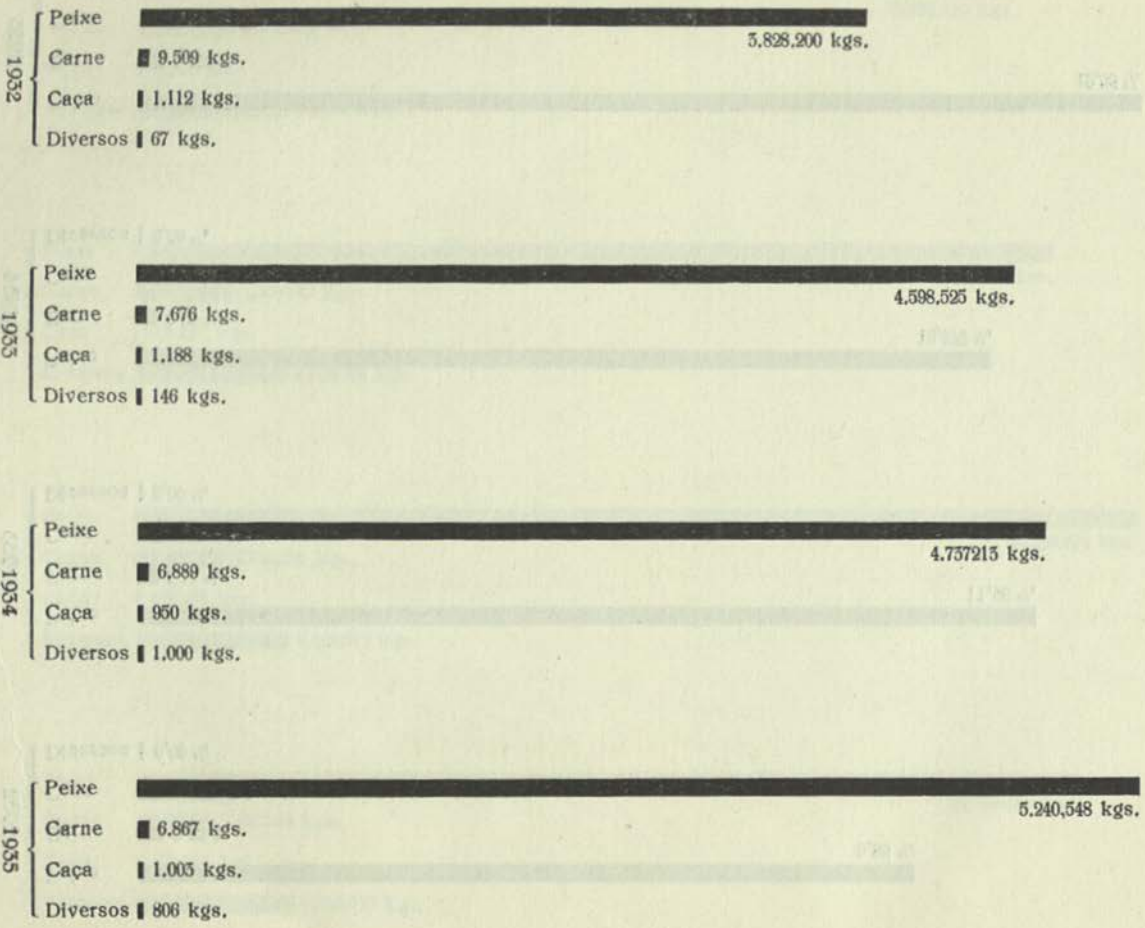 1932
Peixe 3.828,200 kgs.
Carne 9.509 kgs.
Caça 1.112 kgs.
Diversos 67 kgs.
1933
Peixe 4.598,525 kgs.
Carne 7,676 kgs.
Caça 1.188 kgs.
Diversos 146 kgs.
1934
Peixe 4.737213 kgs.
Carne 6,889 kgs.
Caça 950 kgs.
Diversos 1.000 kgs.
1935
Peixe 5.240,548 kgs.
Carne 6.867 kgs.
Caça 1.003 kgs.
Diversos 806 kgs.